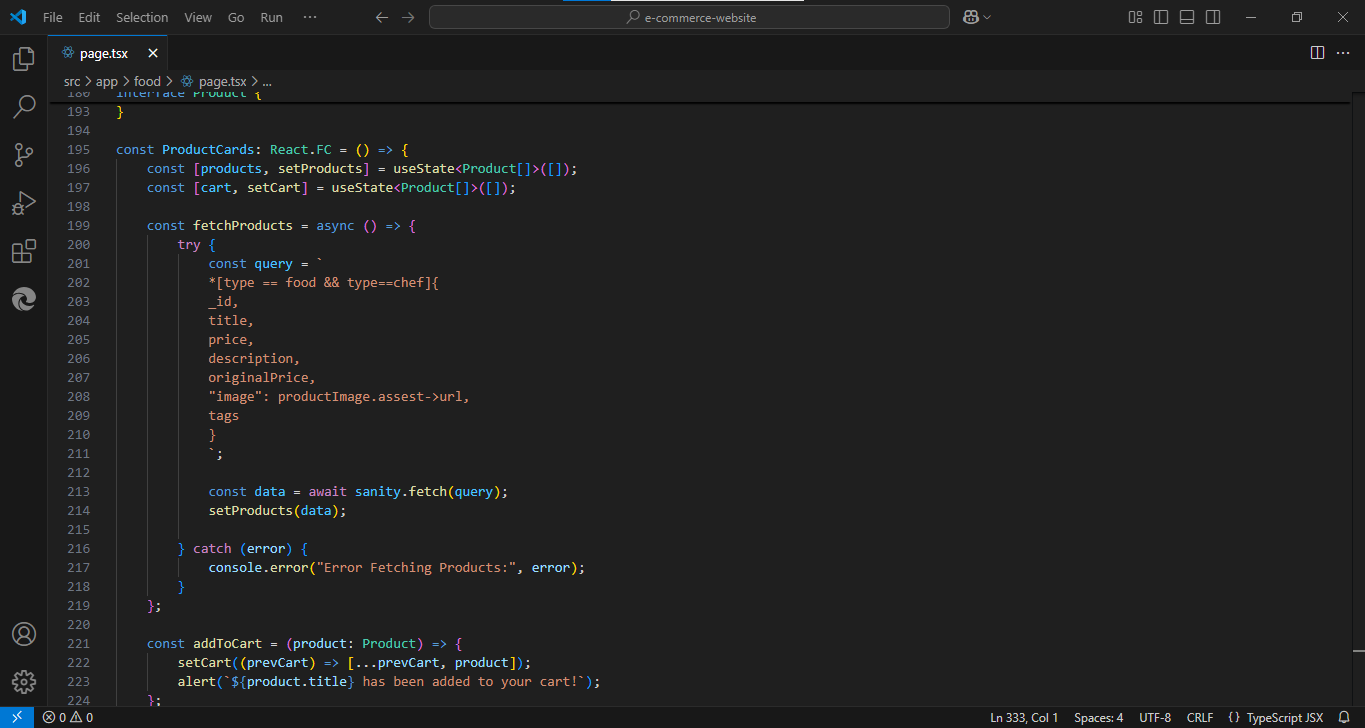 File Edit Selection View Go Run ··· e-commerce-website
page.tsx
src > app > food > page.tsx > ...
180 interface Product {
193 }
194
195 const ProductCards: React.FC = () => {
196 const [products, setProducts] = useState<Product[]>([]);
197 const [cart, setCart] = useState<Product[]>([]);
198
199 const fetchProducts = async () => {
200 try {
201 const query = `
202 *[type == food && type==chef]{
203 _id,
204 title,
205 price,
206 description,
207 originalPrice,
208 "image": productImage.assest->url,
209 tags
210 }
211 `;
212
213 const data = await sanity.fetch(query);
214 setProducts(data);
215
216 } catch (error) {
217 console.error("Error Fetching Products:", error);
218 }
219 };
220
221 const addToCart = (product: Product) => {
222 setCart((prevCart) => [...prevCart, product]);
223 alert(`${product.title} has been added to your cart!`);
224 };
0 0 Ln 333, Col 1 Spaces: 4 UTF-8 CRLF {} TypeScript JSX